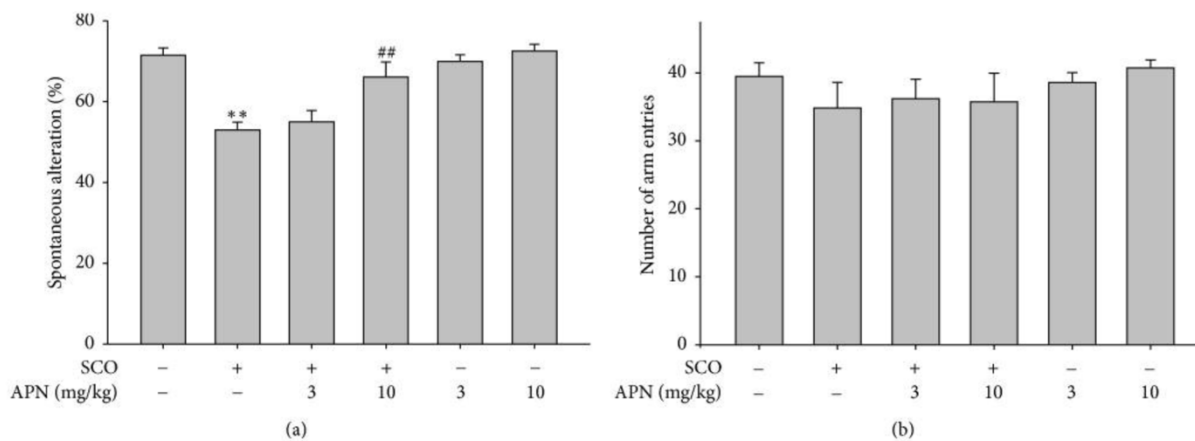 80
60
40
20
0
Spontaneous alteration (%)
**
##
SCO – + + + – –
APN (mg/kg) – – 3 10 3 10
(a)
40
30
20
10
0
Number of arm entries
SCO – + + + – –
APN (mg/kg) – – 3 10 3 10
(b)